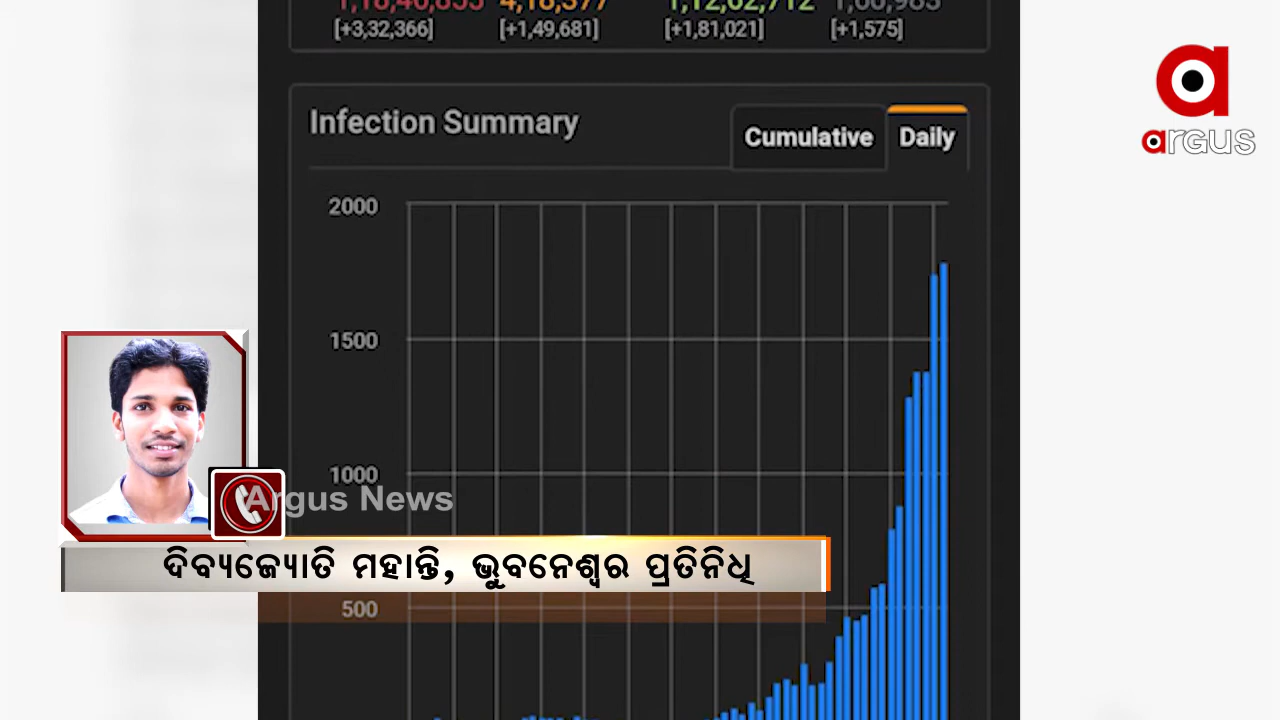 [+3,32,366] [+1,49,681] [+1,81,021] [+1,575]
Infection Summary
Cumulative Daily
2000
1500
1000
500
argus
Argus News
ଦିବ୍ୟଜ୍ୟୋତି ମହାନ୍ତି, ଭୁବନେଶ୍ୱର ପ୍ରତିନିଧି